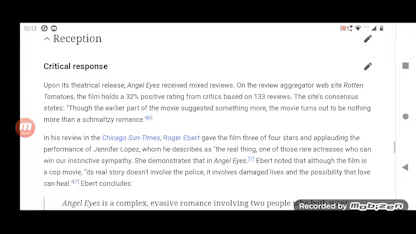 10:13
Reception
Critical response
Upon its theatrical release, Angel Eyes received mixed reviews. On the review aggregator web site Rotten
Tomatoes, the film holds a 32% positive rating from critics based on 133 reviews. The site's consensus
states: "Though the earlier part of the movie suggested something more, the movie turns out to be nothing
more than a schmaltzy romance."[6]
In his review in the Chicago Sun-Times, Roger Ebert gave the film three of four stars and applauding the
performance of Jennifer Lopez, whom he describes as "the real thing, one of those rare actresses who can
win our instinctive sympathy. She demonstrates that in Angel Eyes.[7] Ebert noted that although the film is
a cop movie, "its real story doesn't involve the police, it involves damaged lives and the possibility that love
can heal."[7] Ebert concludes:
Angel Eyes is a complex, evasive romance involving two people who
Recorded by Mobizen